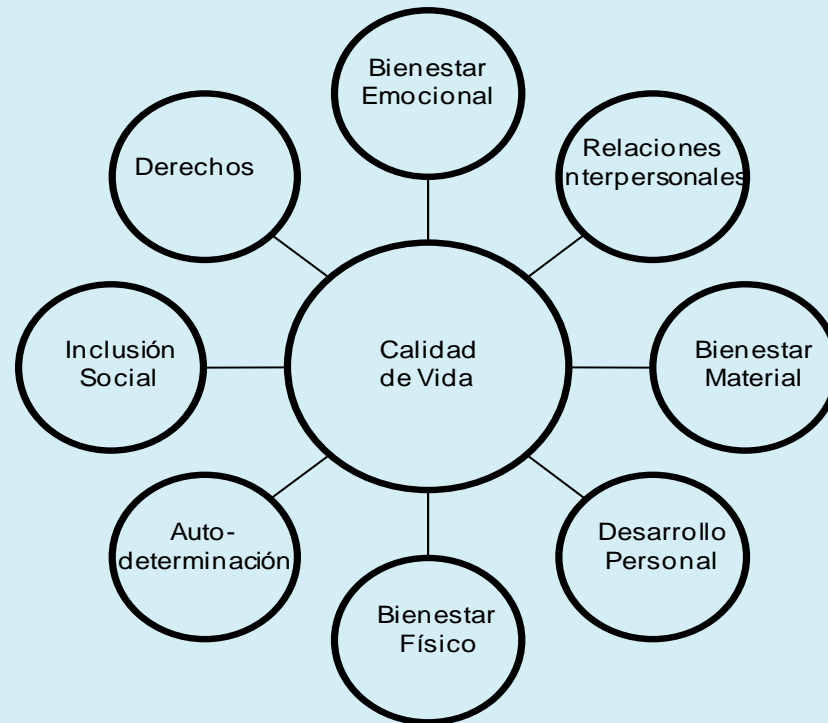 Bienestar
Emocional
Relaciones
nterpersonales
Bienestar
Material
Desarrollo
Personal
Bienestar
Físico
Auto-
determinación
Inclusión
Social
Derechos
Calidad
de Vida